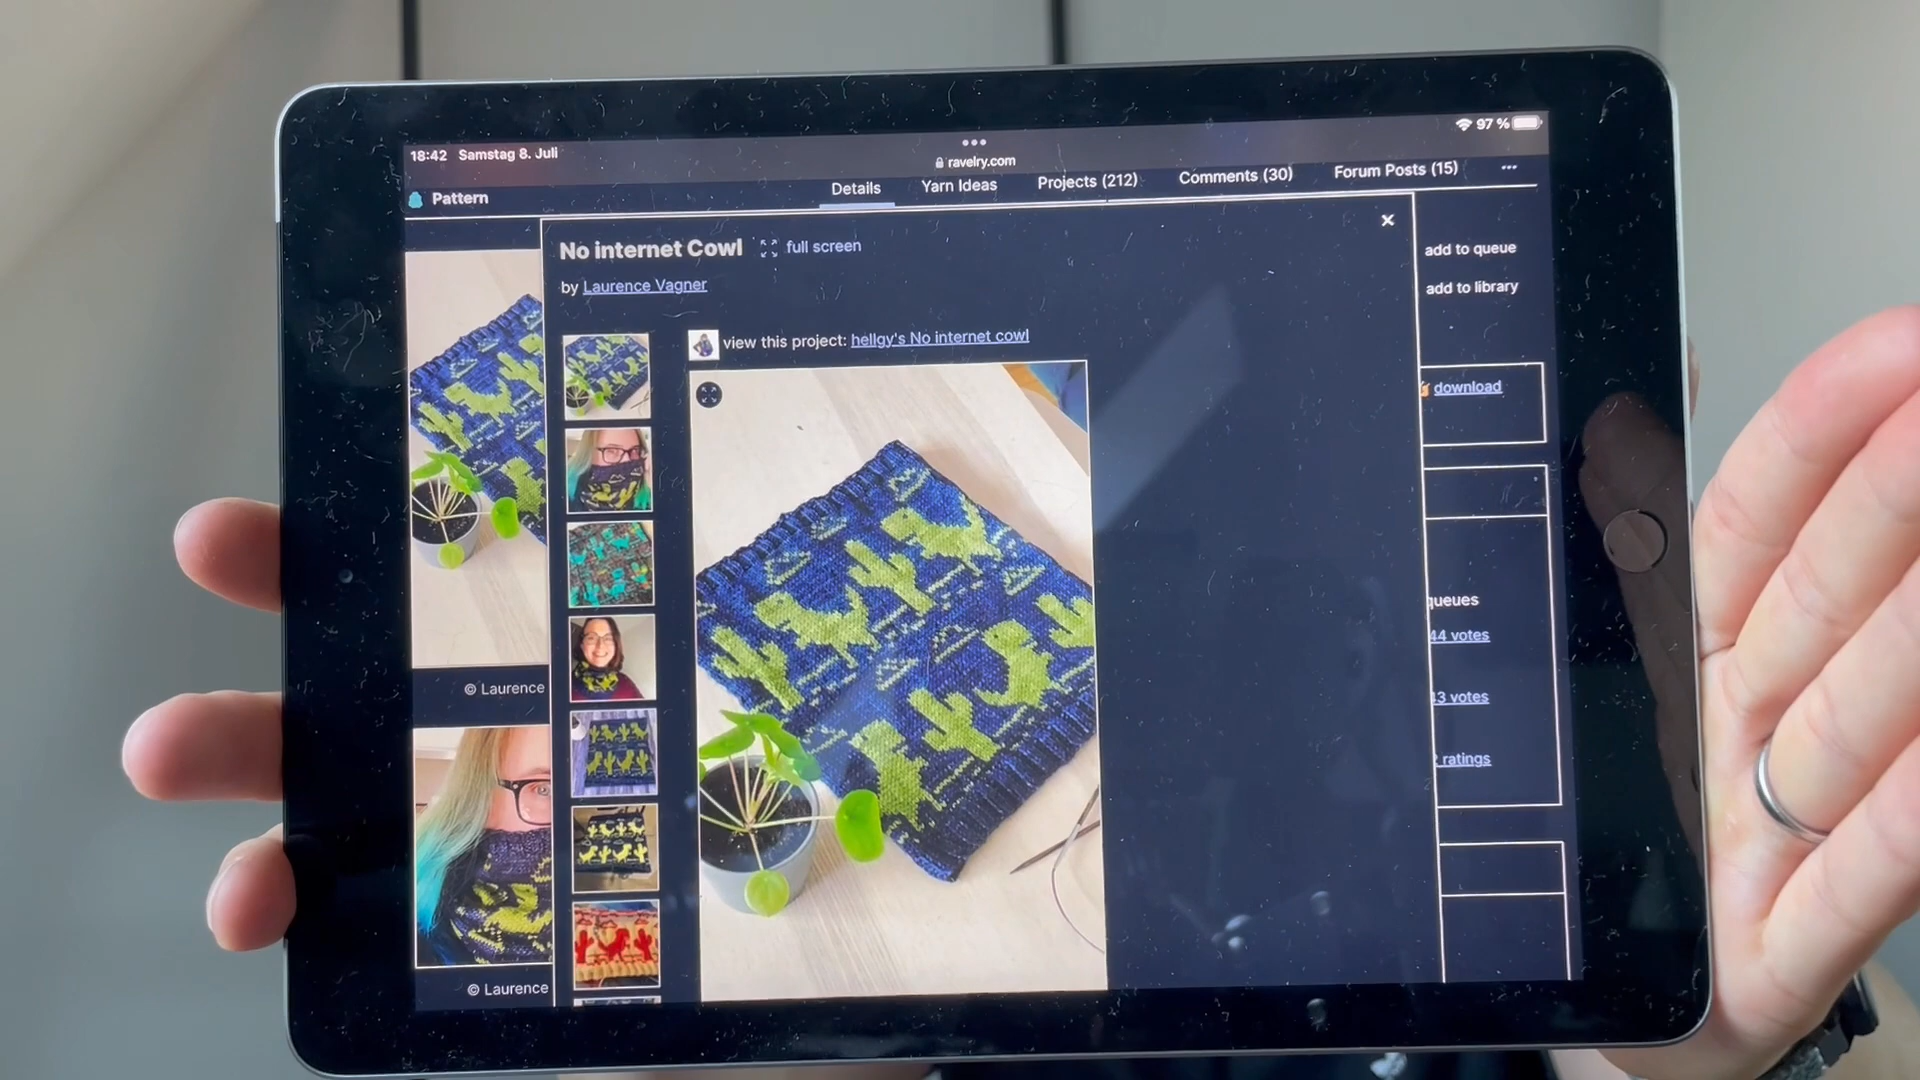 18:42 Samstag 8. Juli
97 %
ravelry.com
Pattern
Details Yarn Ideas Projects (212) Comments (30) Forum Posts (15)
No internet Cowl full screen
by Laurence Vagner
add to queue
add to library
view this project: hellgy's No internet cowl
download
queues
44 votes
votes
ratings
© Laurence
© Laurence